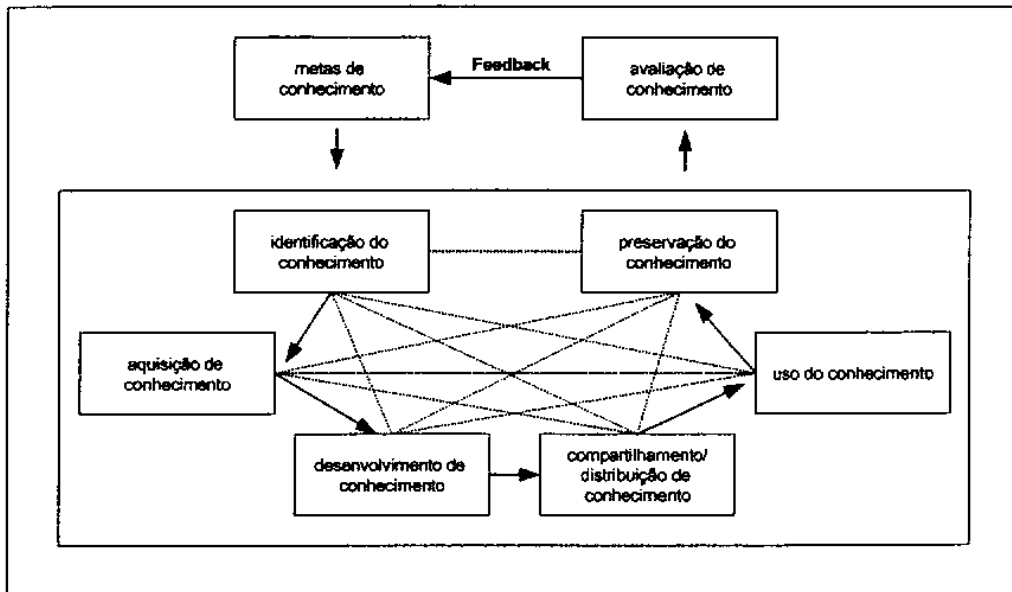 metas de
conhecimento
Feedback
avaliação de
conhecimento
identificação do
conhecimento
preservação do
conhecimento
aquisição de
conhecimento
uso do conhecimento
desenvolvimento de
conhecimento
compartilhamento/
distribuição de
conhecimento